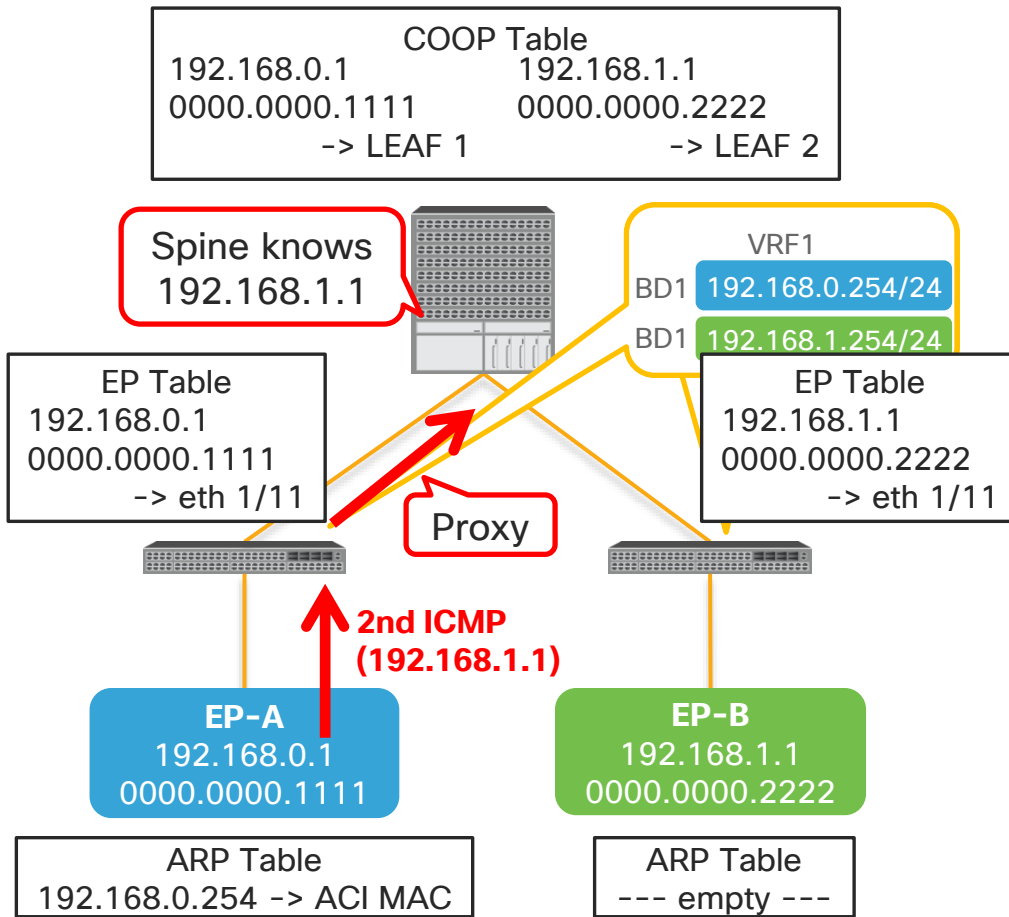 COOP Table
192.168.0.1 192.168.1.1
0000.0000.1111 0000.0000.2222
-> LEAF 1 -> LEAF 2
Spine knows
192.168.1.1
VRF1
BD1 192.168.0.254/24
BD1 192.168.1.254/24
EP Table
192.168.0.1
0000.0000.1111
-> eth 1/11
EP Table
192.168.1.1
0000.0000.2222
-> eth 1/11
Proxy
2nd ICMP
(192.168.1.1)
EP-A
192.168.0.1
0000.0000.1111
EP-B
192.168.1.1
0000.0000.2222
ARP Table
192.168.0.254 -> ACI MAC
ARP Table
--- empty ---